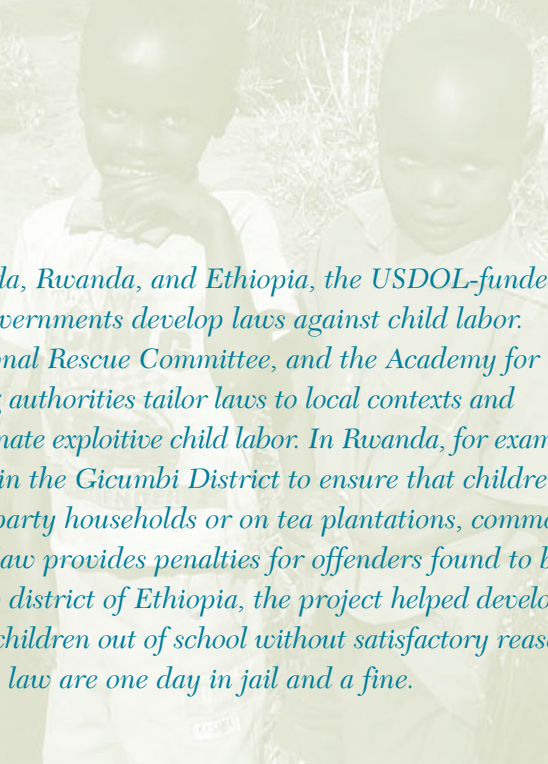 da, Rwanda, and Ethiopia, the USDOL-funde
vernments develop laws against child labor.
onal Rescue Committee, and the Academy for
g authorities tailor laws to local contexts and
nate exploitive child labor. In Rwanda, for exam
in the Gicumbi District to ensure that childre
party households or on tea plantations, commo
aw provides penalties for offenders found to b
district of Ethiopia, the project helped develo
children out of school without satisfactory reas
law are one day in jail and a fine.